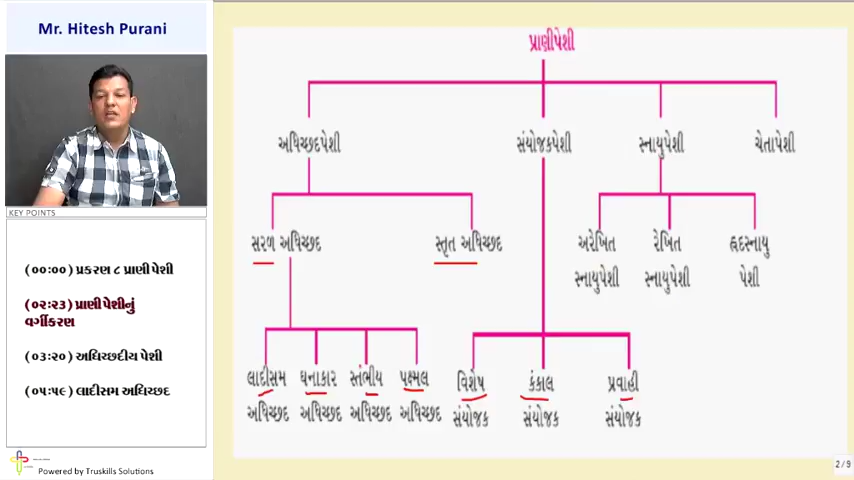 Mr. Hitesh Purani
KEY POINTS
(૦૦:૦૦) પ્રકરણ ૮ પ્રાણીપેશી
(૦૨:૨૩) પ્રાણીપેશીનું
વર્ગીકરણ
(૦૩:૨૦) અધિચ્છદીય પેશી
(૦૫:૫૯) લાદીસમ અધિચ્છદ
Powered by Truskills Solutions
પ્રાણીપેશી
અધિચ્છદપેશી સંયોજકપેશી સ્નાયુપેશી ચેતાપેશી
સરળ અધિચ્છદ સ્તૃત અધિચ્છદ
અરેખિત રેખિત હૃદસ્નાયુ
સ્નાયુપેશી સ્નાયુપેશી પેશી
લાદીસમ ઘનાકાર સ્તંભીય પક્ષ્મલ વિશેષ કંકાલ પ્રવાહી
અધિચ્છદ અધિચ્છદ અધિચ્છદ અધિચ્છદ સંયોજક સંયોજક સંયોજક
2/9